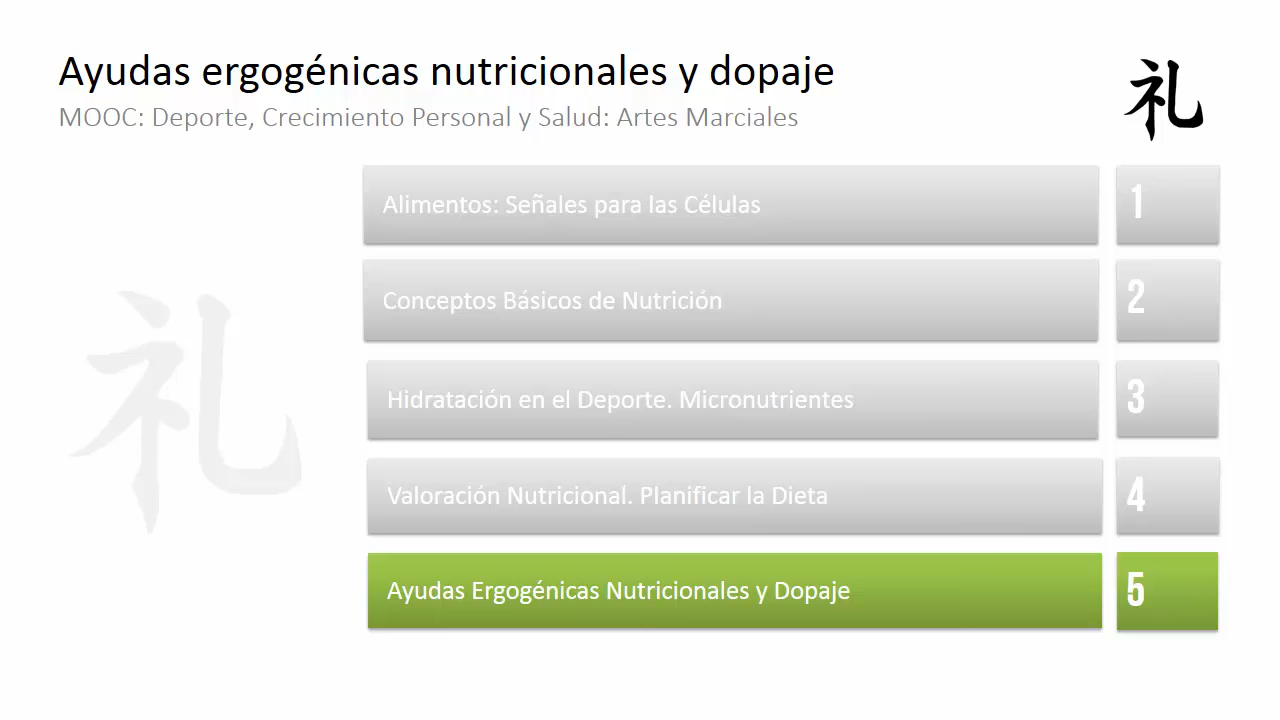 Ayudas ergogénicas nutricionales y dopaje
礼
MOOC: Deporte, Crecimiento Personal y Salud: Artes Marciales
Alimentos: Señales para las Células 1
Conceptos Básicos de Nutrición 2
礼
Hidratación en el Deporte. Micronutrientes 3
Valoración Nutricional. Planificar la Dieta 4
Ayudas Ergogénicas Nutricionales y Dopaje 5